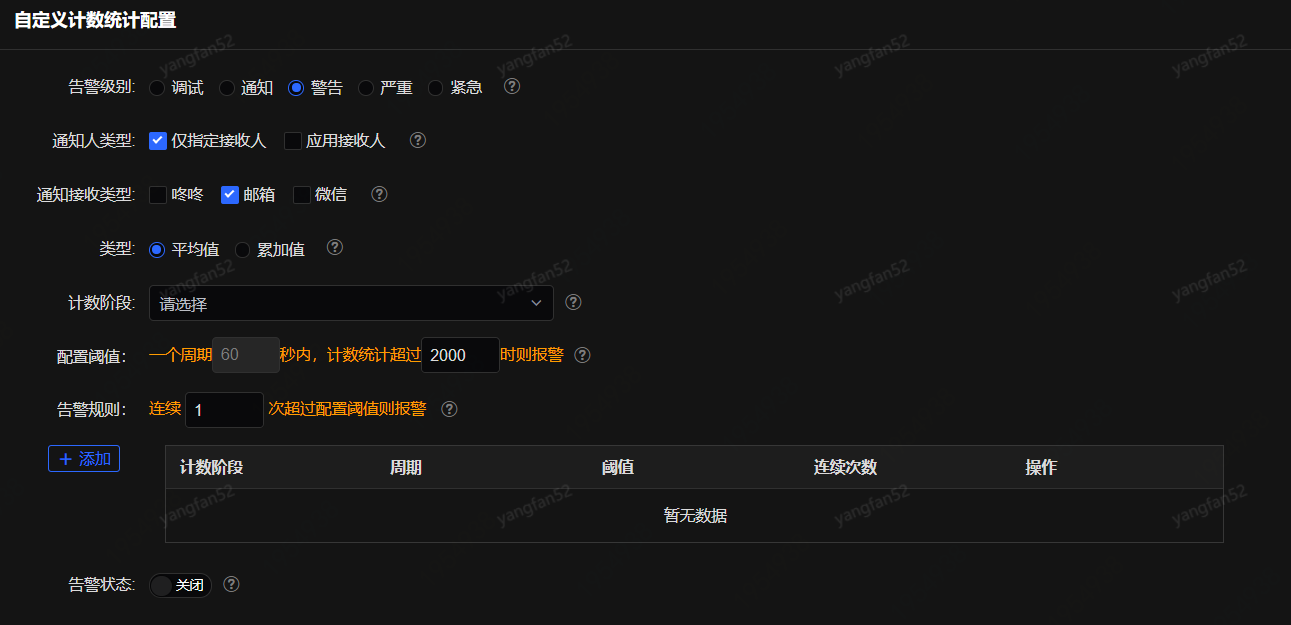 自定义计数统计配置
告警级别: 调试 通知 警告 严重 紧急
通知人类型: 仅指定接收人 应用接收人
通知接收类型: 咚咚 邮箱 微信
类型: 平均值 累加值
计数阶段: 请选择
配置阈值: 一个周期 60 秒内，计数统计超过 2000 时则报警
告警规则: 连续 1 次超过配置阈值则报警
+ 添加
计数阶段 周期 阈值 连续次数 操作
暂无数据
告警状态: 关闭
yangfan52 yangfan52 yangfan52 yangfan52
yangfan52 yangfan52 yangfan52 yangfan52
yangfan52 yangfan52 yangfan52 yangfan52